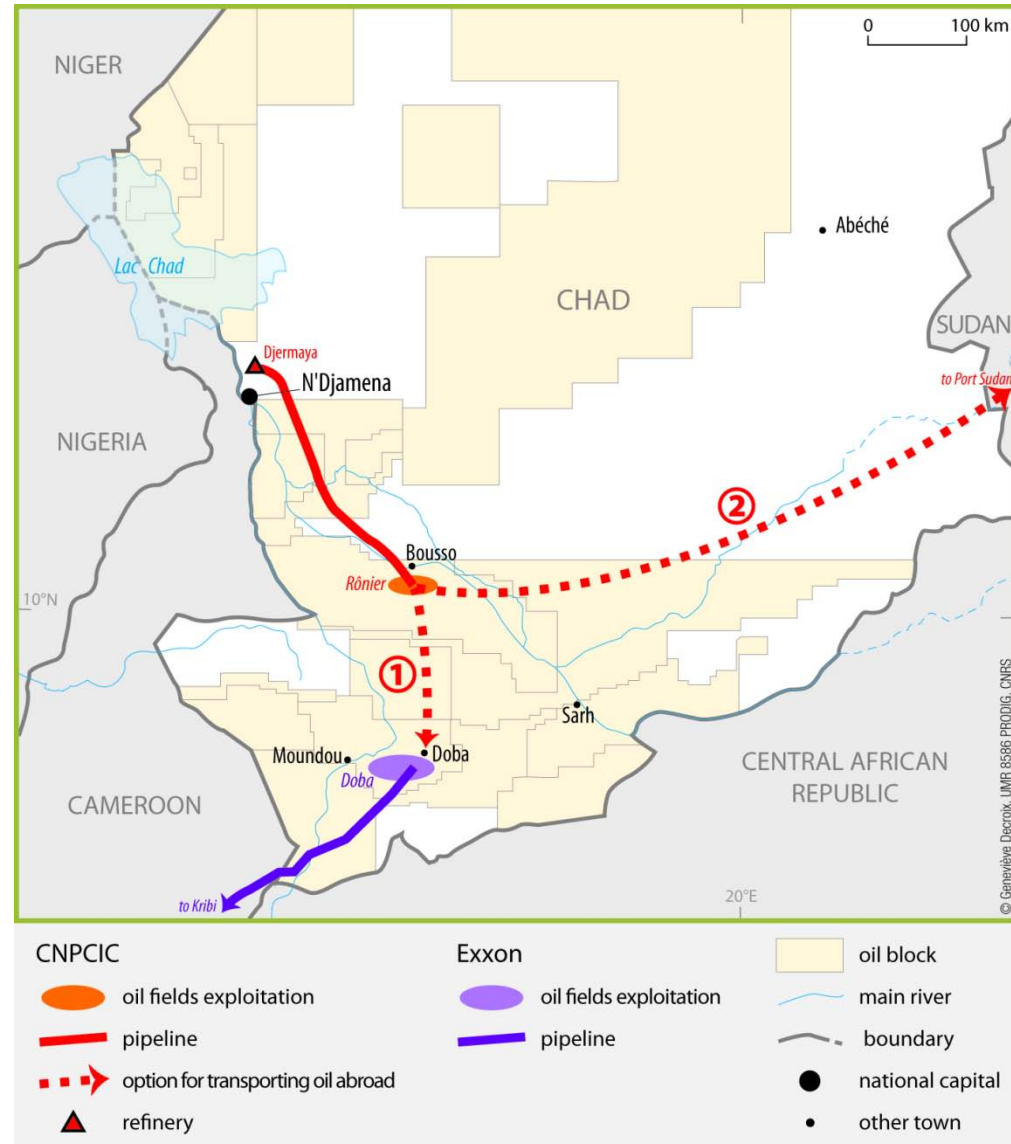 0 100 km
NIGER
Abéché
Lac Chad
CHAD
SUDAN
Djermaya
to Port Sudan
N'Djamena
NIGERIA
②
Bousso
Rônier
10°N
①
Sarh
Moundou
Doba
Doba
CENTRAL AFRICAN
REPUBLIC
CAMEROON
to Kribi
20°E
© Geneviève Decroix, UMR 8586 PRODIG, CNRS
CNPCIC
oil fields exploitation
pipeline
option for transporting oil abroad
refinery
Exxon
oil fields exploitation
pipeline
oil block
main river
boundary
national capital
other town